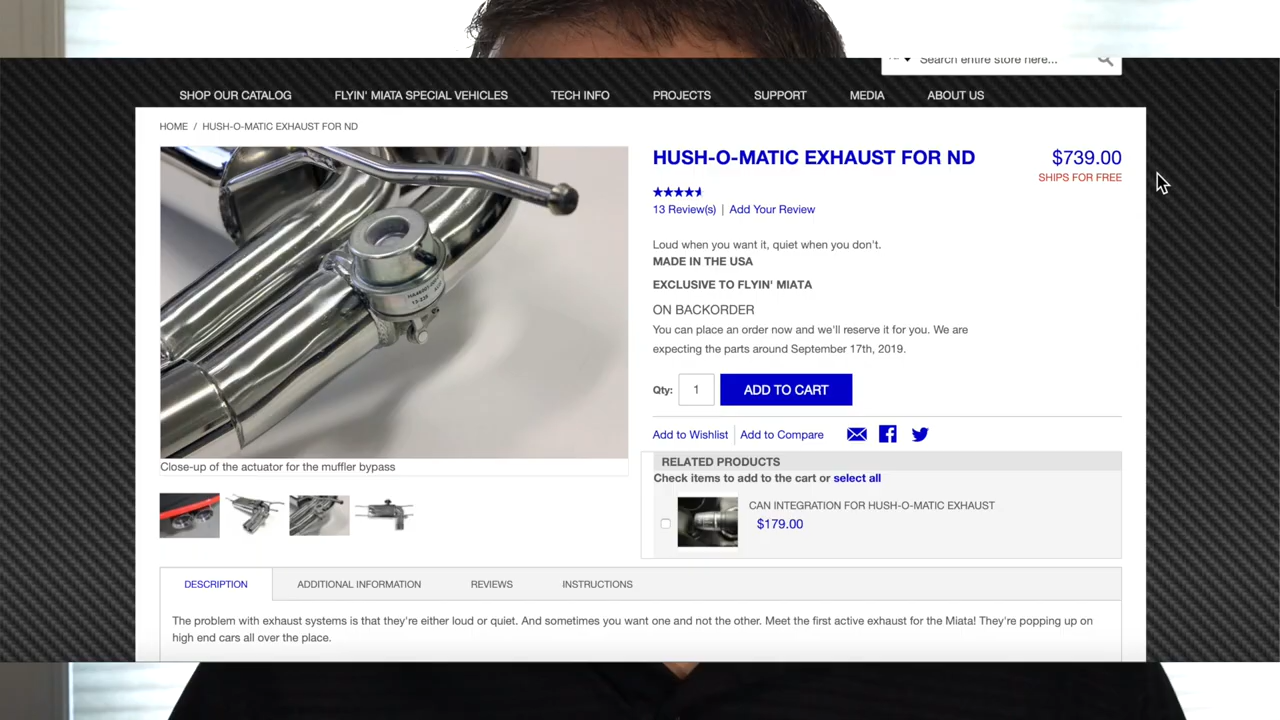 Search entire store here...
SHOP OUR CATALOG FLYIN' MIATA SPECIAL VEHICLES TECH INFO PROJECTS SUPPORT MEDIA ABOUT US
HOME / HUSH-O-MATIC EXHAUST FOR ND
HUSH-O-MATIC EXHAUST FOR ND $739.00
SHIPS FOR FREE
13 Review(s) | Add Your Review
Loud when you want it, quiet when you don't.
MADE IN THE USA
EXCLUSIVE TO FLYIN' MIATA
ON BACKORDER
You can place an order now and we'll reserve it for you. We are
expecting the parts around September 17th, 2019.
Qty: 1 ADD TO CART
Add to Wishlist Add to Compare
Close-up of the actuator for the muffler bypass
RELATED PRODUCTS
Check items to add to the cart or select all
CAN INTEGRATION FOR HUSH-O-MATIC EXHAUST
$179.00
DESCRIPTION ADDITIONAL INFORMATION REVIEWS INSTRUCTIONS
The problem with exhaust systems is that they're either loud or quiet. And sometimes you want one and not the other. Meet the first active exhaust for the Miata! They're popping up on
high end cars all over the place.